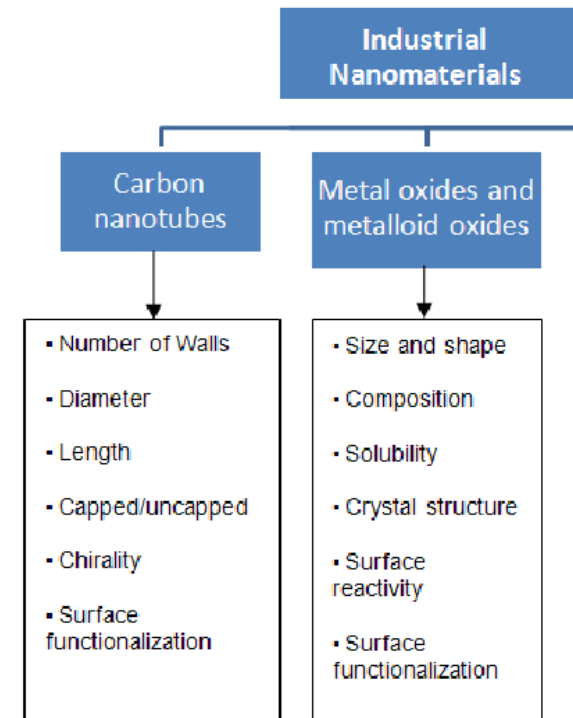 Industrial
Nanomaterials
Carbon
nanotubes
Metal oxides and
metalloid oxides
▪ Number of Walls
▪ Diameter
▪ Length
▪ Capped/uncapped
▪ Chirality
▪ Surface
functionalization
▪ Size and shape
▪ Composition
▪ Solubility
▪ Crystal structure
▪ Surface
reactivity
▪ Surface
functionalization